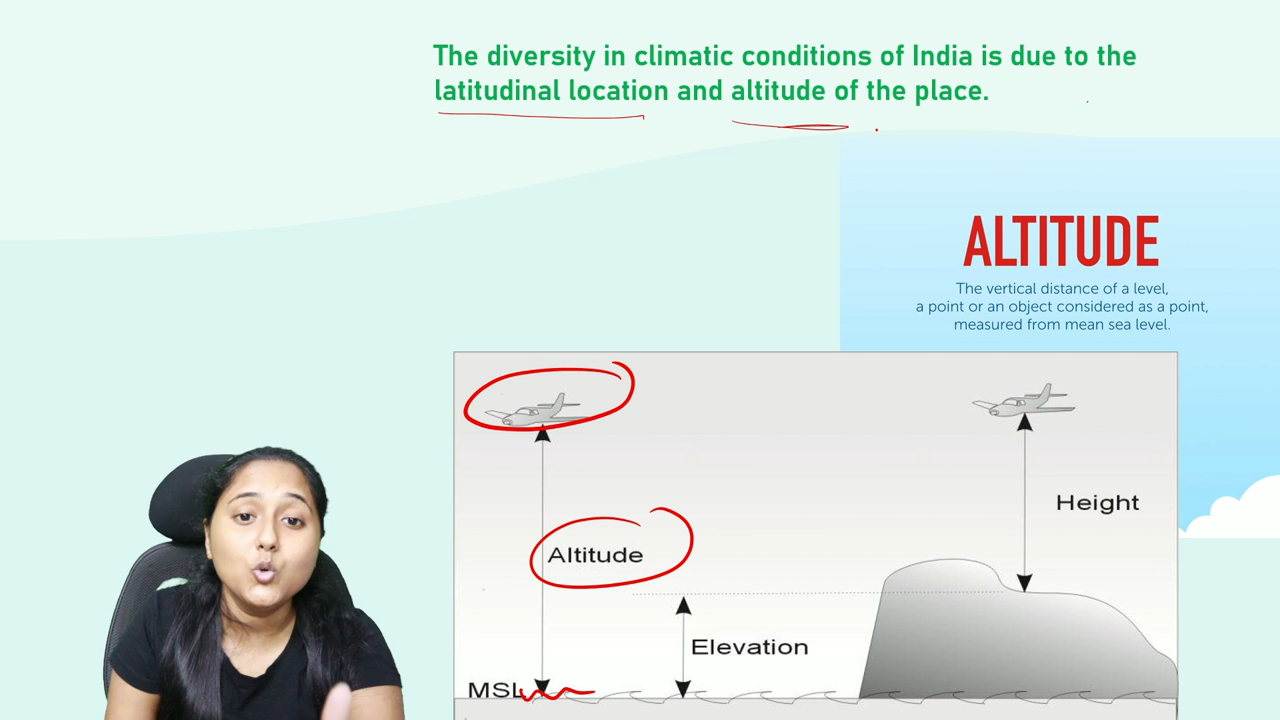 The diversity in climatic conditions of India is due to the
latitudinal location and altitude of the place.
ALTITUDE
The vertical distance of a level,
a point or an object considered as a point,
measured from mean sea level.
Height
Altitude
Elevation
MSL